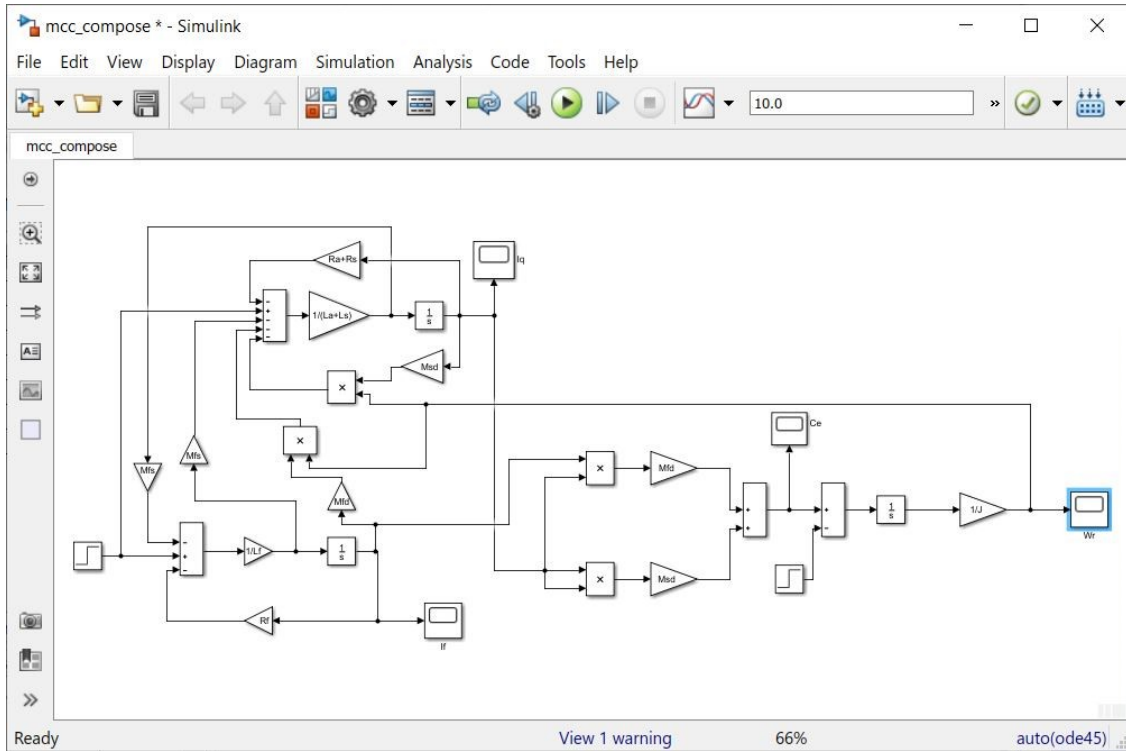 mcc_compose * - Simulink
File Edit View Display Diagram Simulation Analysis Code Tools Help
10.0 »
mcc_compose
Ra+Rs
Iq
1/(La+Ls)
1
s
Msd
×
Ce
×
Mfs
Mfs
Mfd
×
Mfd
1
s
1/J
Wr
1/Lf
1
s
×
Msd
Rf
If
Ready View 1 warning 66% auto(ode45)